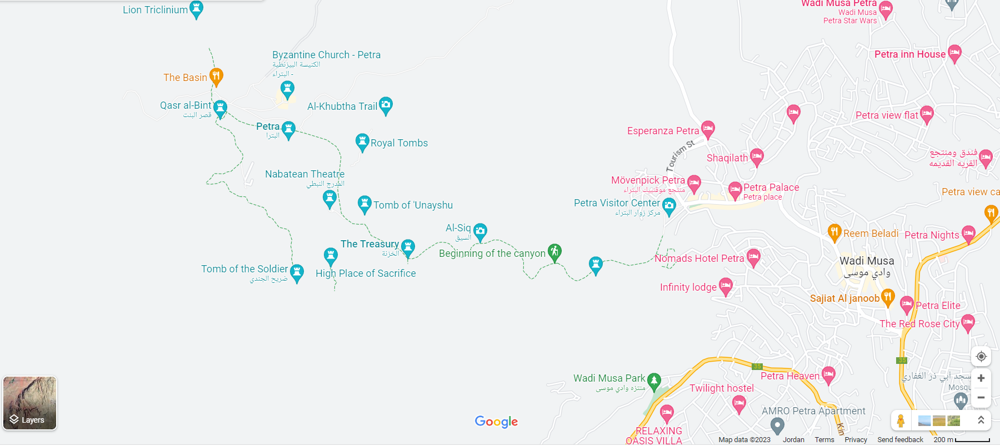 Lion Triclinium
Wadi Musa Petra
Wadi Musa
Petra Star Wars
Byzantine Church - Petra
الكنيسة البيزنطية
- البتراء
Petra inn House
The Basin
Qasr al-Bint
قصر البنت
Al-Khubtha Trail
Petra view flat
Petra
البترا
Esperanza Petra
Royal Tombs
Tourism St
Shaqilath
فندق ومنتجع
القريه القديمه
Nabatean Theatre
المدرج النبطي
Mövenpick Petra
منتجع موفنبيك البتراء
Petra Palace
Petra place
Petra view ca
Petra Visitor Center
مركز زوار البتراء
Tomb of 'Unayshu
Al-Siq
السيق
Reem Beladi
Petra Nights
The Treasury
الخزنة
Beginning of the canyon
Nomads Hotel Petra
Wadi Musa
وادي موسى
Tomb of the Soldier
ضريح الجندي
High Place of Sacrifice
Infinity lodge
Sajiat Al janoob
Petra Elite
The Red Rose City
35
35
Wadi Musa Park
منتزه وادي موسى
Petra Heaven
سجد أبي ذر الغفاري
Mosqu
Twilight hostel
AMRO Petra Apartment
Layers
Google
RELAXING
OASIS VILLA
Kin
Map data ©2023
Jordan
Terms
Privacy
Send feedback
200 m